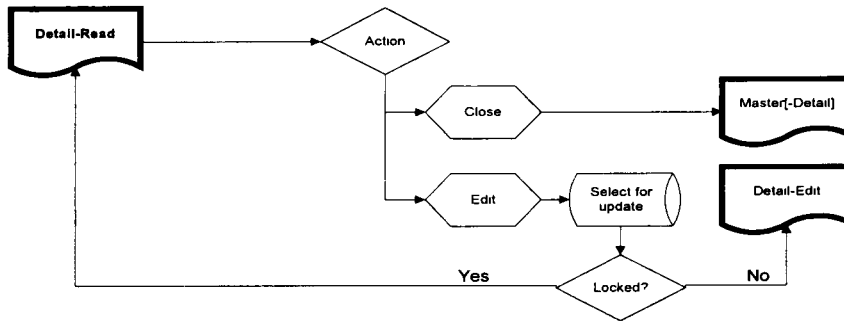 Detail-Read
Action
Close
Master[-Detail]
Edit
Select for
update
Detail-Edit
Locked?
Yes
No